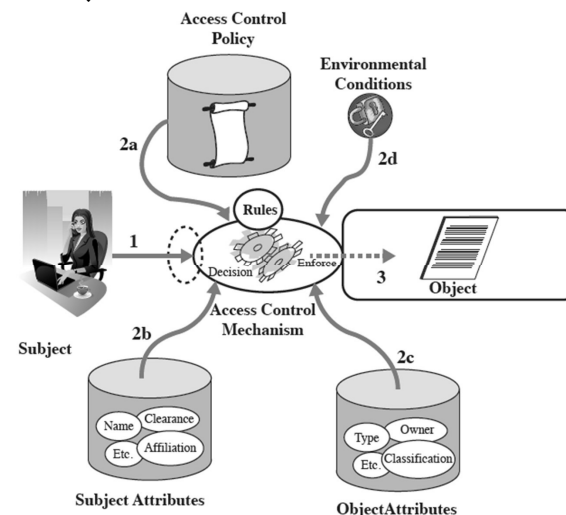 Access Control
Policy
Environmental
Conditions
2a
2d
Rules
1
Decision
Enforce
3
Object
Access Control
Mechanism
2b
2c
Subject
Name
Clearance
Etc.
Affiliation
Type
Owner
Etc.
Classification
Subject Attributes
ObjectAttributes